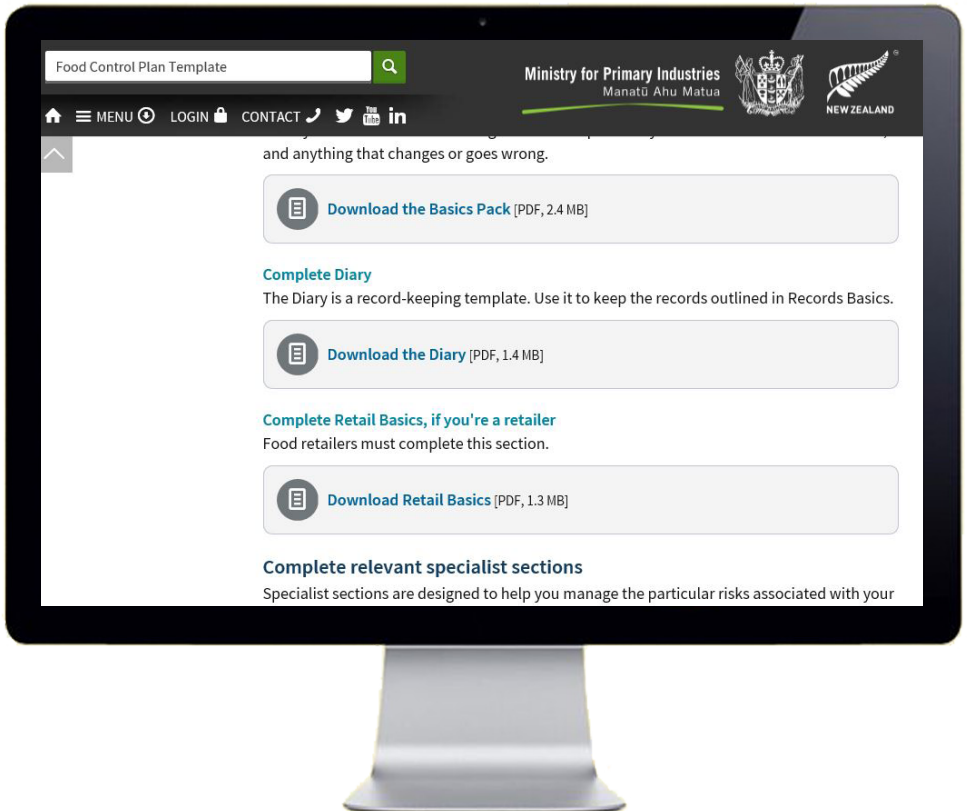 Food Control Plan Template
Ministry for Primary Industries
Manatū Ahu Matua
NEW ZEALAND
MENU
LOGIN
CONTACT
You
Tube
in
and anything that changes or goes wrong.
Download the Basics Pack [PDF, 2.4 MB]
Complete Diary
The Diary is a record-keeping template. Use it to keep the records outlined in Records Basics.
Download the Diary [PDF, 1.4 MB]
Complete Retail Basics, if you're a retailer
Food retailers must complete this section.
Download Retail Basics [PDF, 1.3 MB]
Complete relevant specialist sections
Specialist sections are designed to help you manage the particular risks associated with your